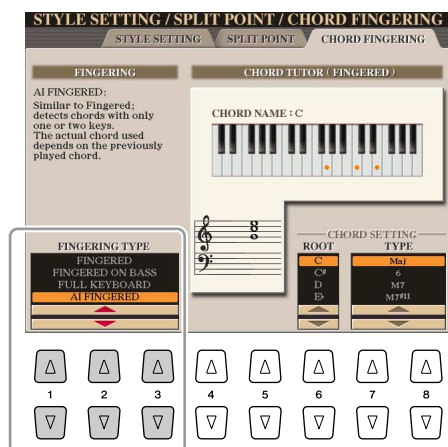 STYLE SETTING / SPLIT POINT / CHORD FINGERING
STYLE SETTING SPLIT POINT CHORD FINGERING
FINGERING
AI FINGERED:
Similar to Fingered;
detects chords with only
one or two keys.
The actual chord used
depends on the previously
played chord.
CHORD TUTOR ( FINGERED )
CHORD NAME : C
FINGERING TYPE
FINGERED
FINGERED ON BASS
FULL KEYBOARD
AI FINGERED
CHORD SETTING
ROOT TYPE
C Maj
C# 6
D M7
E♭ M7#11
1 2 3 4 5 6 7 8